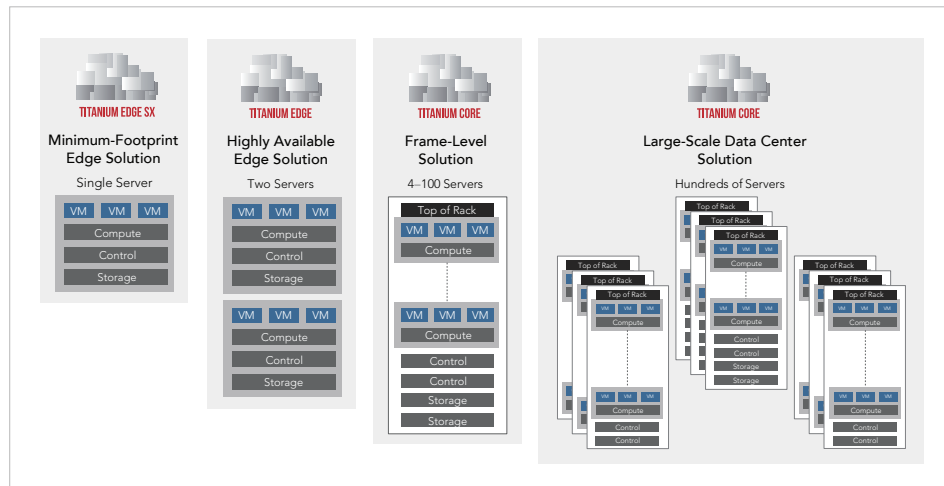 TITANIUM EDGE SX
Minimum-Footprint
Edge Solution
Single Server
VM VM VM
Compute
Control
Storage
TITANIUM EDGE
Highly Available
Edge Solution
Two Servers
VM VM VM
Compute
Control
Storage
VM VM VM
Compute
Control
Storage
TITANIUM CORE
Frame-Level
Solution
4–100 Servers
Top of Rack
VM VM VM
Compute
VM VM VM
Compute
Control
Control
Storage
Storage
TITANIUM CORE
Large-Scale Data Center
Solution
Hundreds of Servers
Top of Rack
Top of Rack
Top of Rack
VM VM VM
Compute
VM VM VM
Compute
Control
Control
Storage
Storage
Top of Rack
Top of Rack
Top of Rack
VM VM VM
Compute
VM VM VM
Compute
Control
Control
Top of Rack
Top of Rack
Top of Rack
VM VM VM
Compute
VM VM VM
Compute
Control
Control